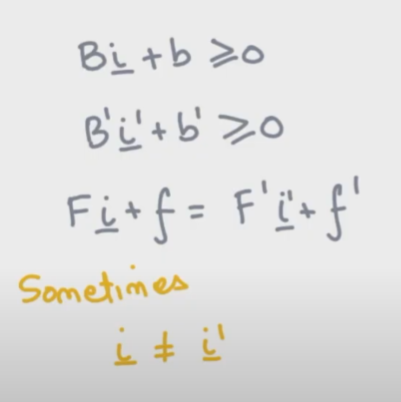 Bi̲ + b ⩾ 0
B'i̲' + b' ⩾ 0
Fi̲ + f = F'i̲' + f'
Sometimes
i̲ ≠ i̲'